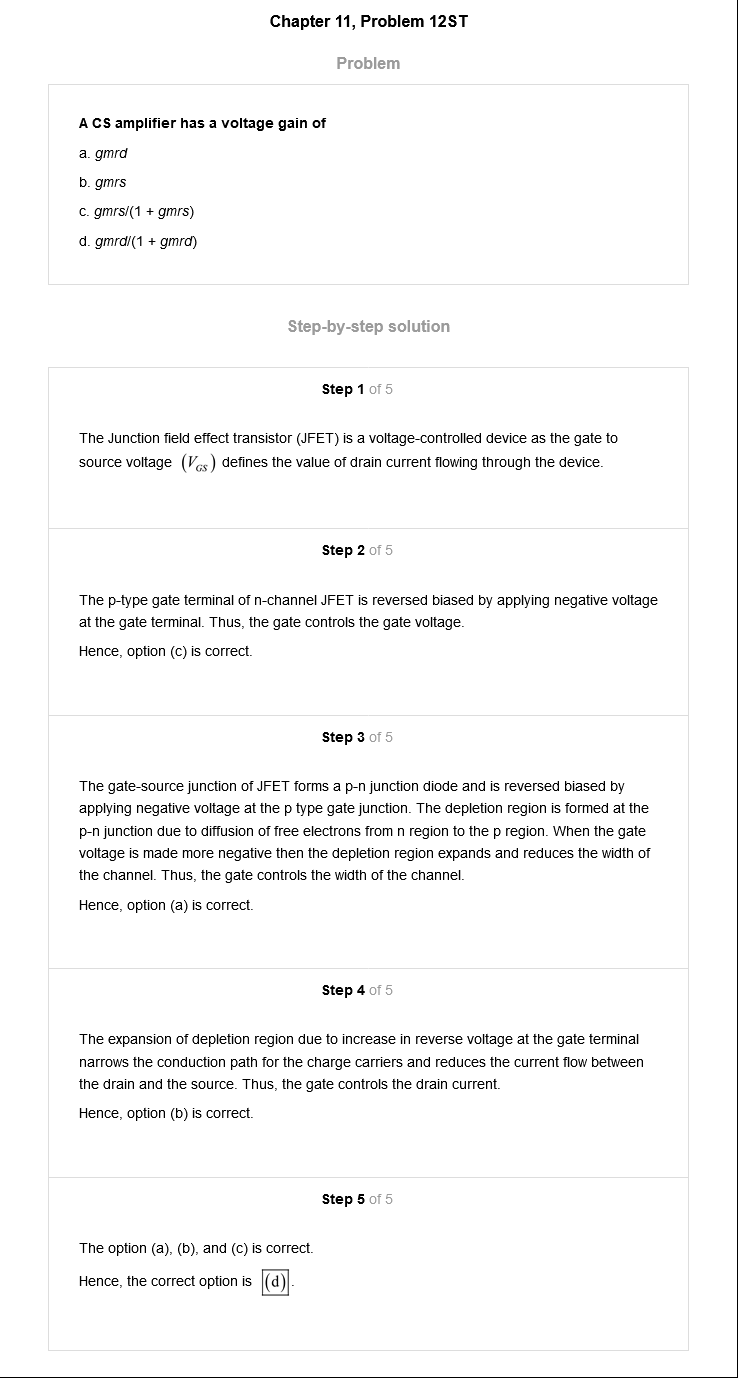 Chapter 11, Problem 12ST
Problem
A CS amplifier has a voltage gain of
a. gmrd
b. gmrs
c. gmrs/(1 + gmrs)
d. gmrd/(1 + gmrd)
Step-by-step solution
Step 1 of 5
The Junction field effect transistor (JFET) is a voltage-controlled device as the gate to
source voltage (V_GS) defines the value of drain current flowing through the device.
Step 2 of 5
The p-type gate terminal of n-channel JFET is reversed biased by applying negative voltage
at the gate terminal. Thus, the gate controls the gate voltage.
Hence, option (c) is correct.
Step 3 of 5
The gate-source junction of JFET forms a p-n junction diode and is reversed biased by
applying negative voltage at the p type gate junction. The depletion region is formed at the
p-n junction due to diffusion of free electrons from n region to the p region. When the gate
voltage is made more negative then the depletion region expands and reduces the width of
the channel. Thus, the gate controls the width of the channel.
Hence, option (a) is correct.
Step 4 of 5
The expansion of depletion region due to increase in reverse voltage at the gate terminal
narrows the conduction path for the charge carriers and reduces the current flow between
the drain and the source. Thus, the gate controls the drain current.
Hence, option (b) is correct.
Step 5 of 5
The option (a), (b), and (c) is correct.
Hence, the correct option is (d).